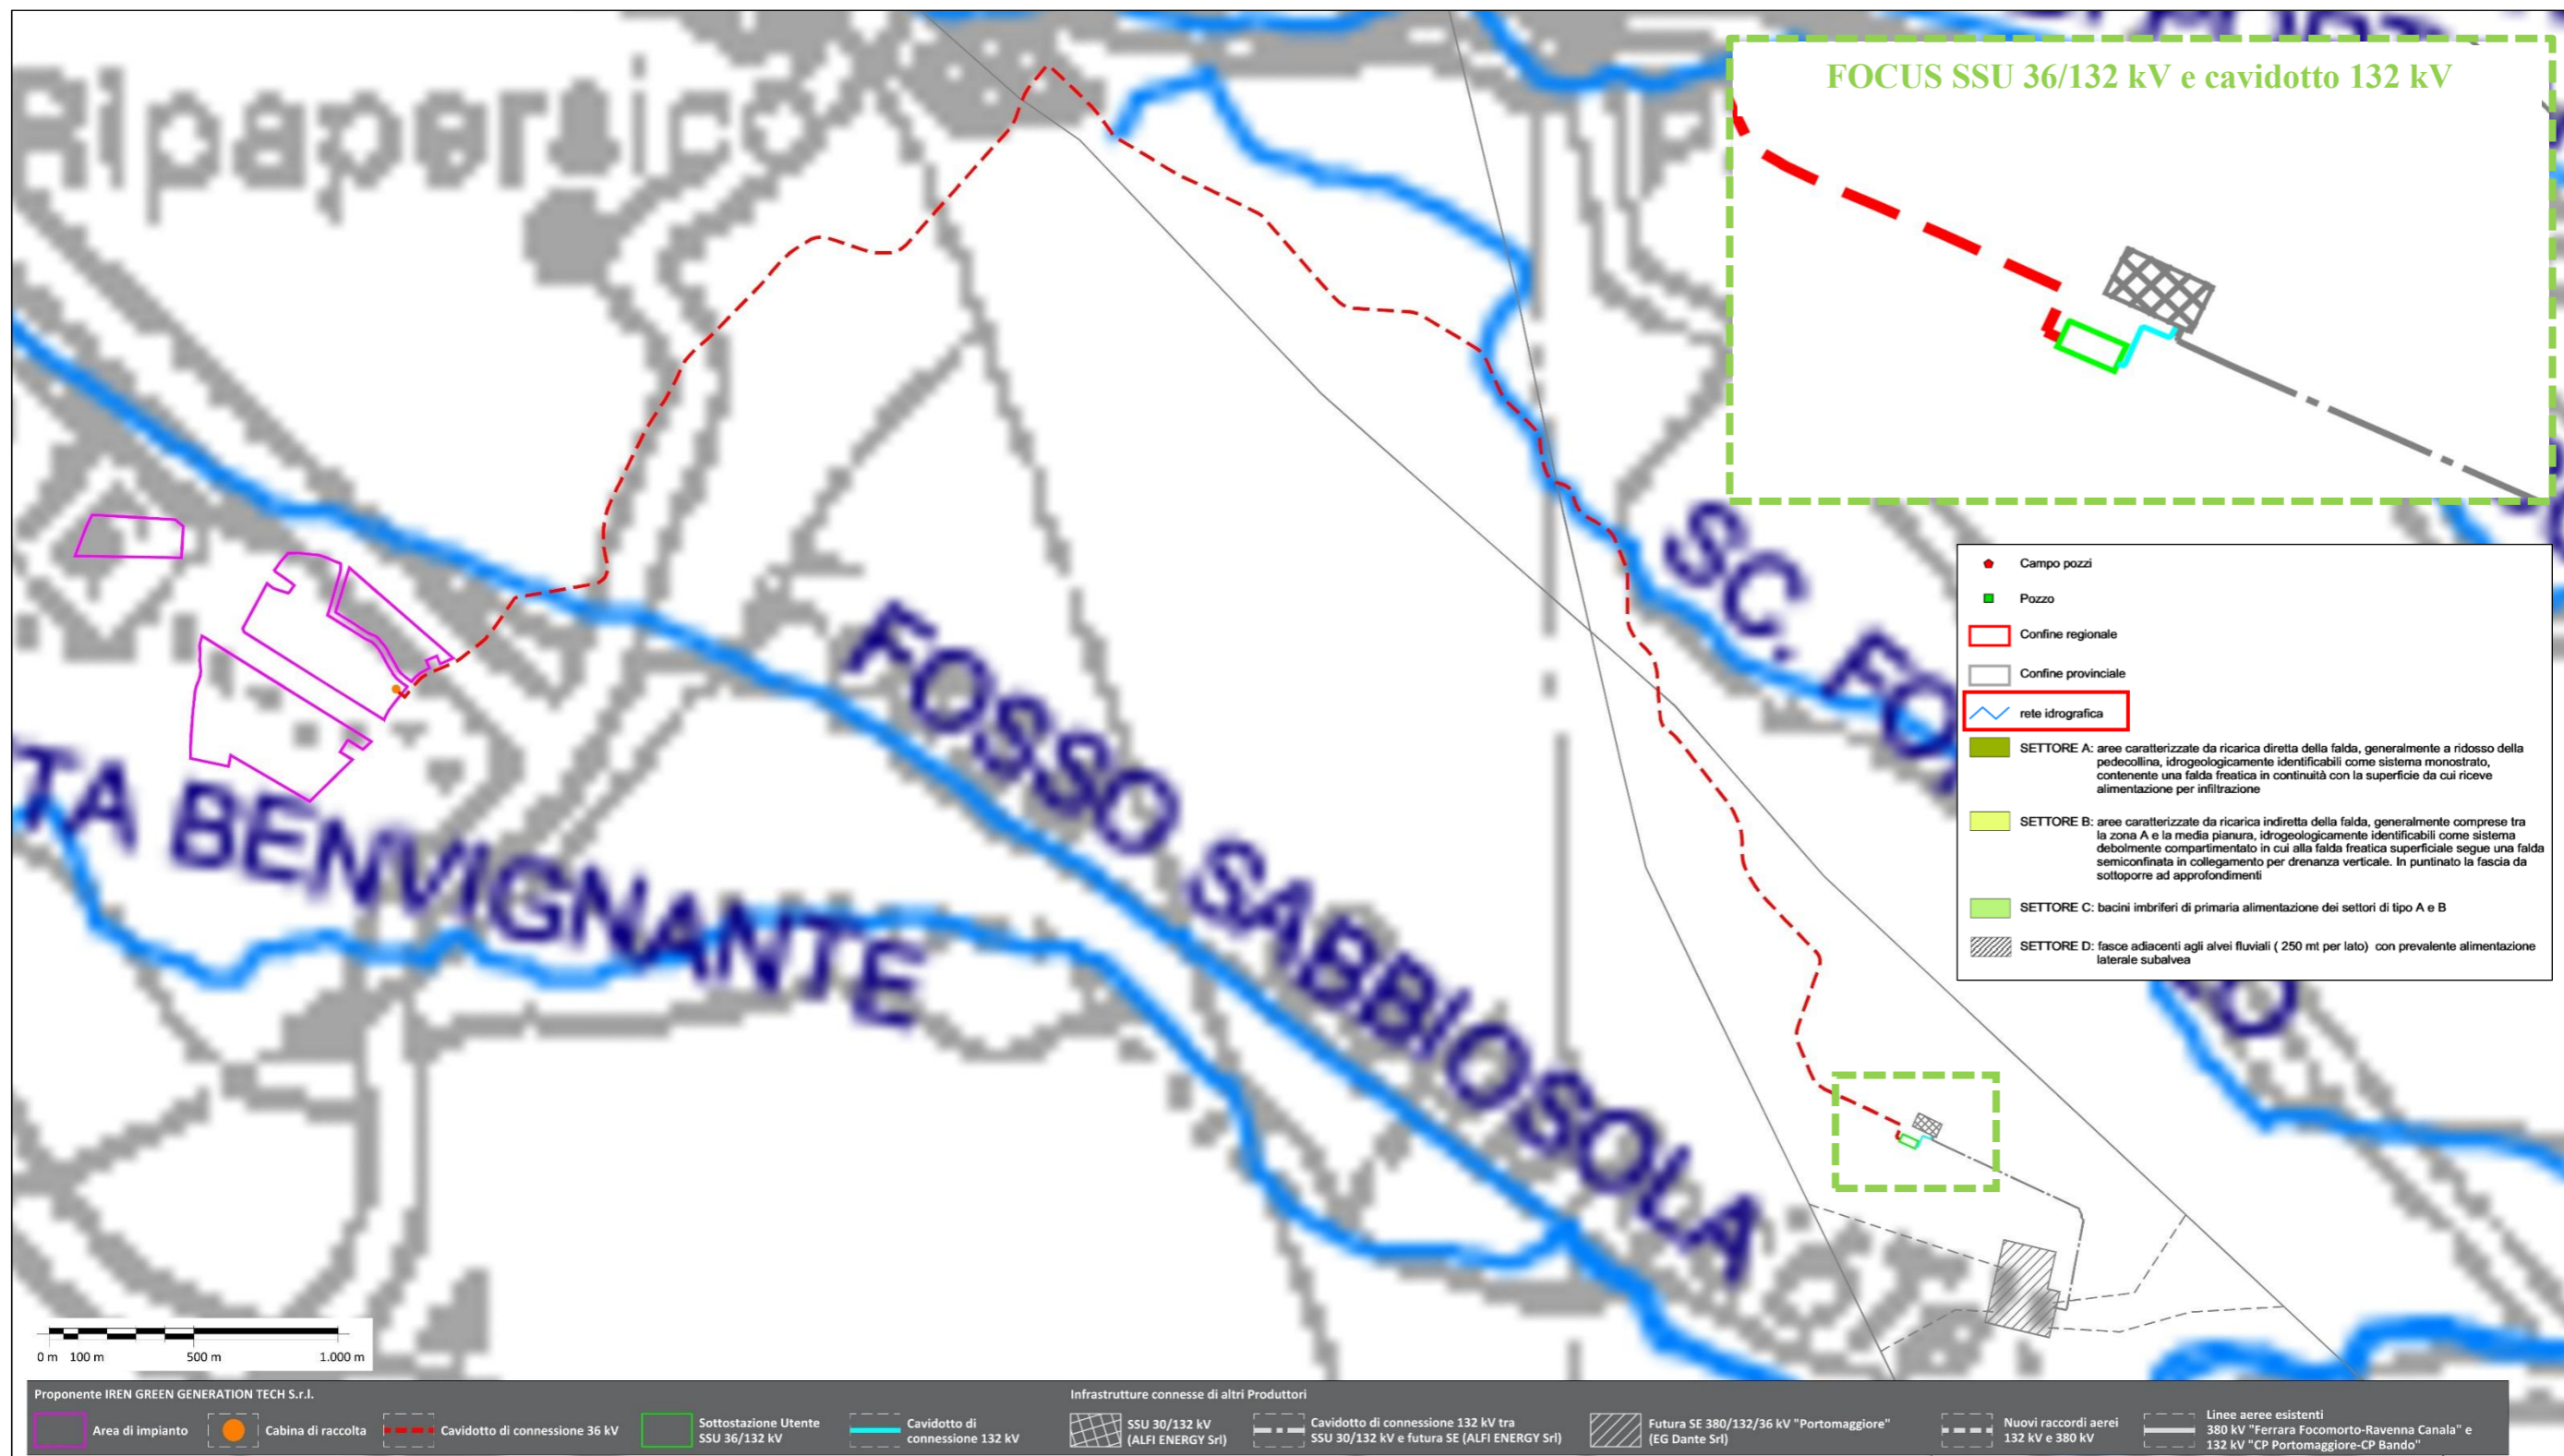 Ripapersico
FOCUS SSU 36/132 kV e cavidotto 132 kV
TA BENVIGNANTE
FOSSO SABBIOSOLA
SC. FO
Campo pozzi
Pozzo
Confine regionale
Confine provinciale
rete idrografica
SETTORE A: aree caratterizzate da ricarica diretta della falda, generalmente a ridosso della
pedecollina, idrogeologicamente identificabili come sistema monostrato,
contenente una falda freatica in continuità con la superficie da cui riceve
alimentazione per infiltrazione
SETTORE B: aree caratterizzate da ricarica indiretta della falda, generalmente comprese tra
la zona A e la media pianura, idrogeologicamente identificabili come sistema
debolmente compartimentato in cui alla falda freatica superficiale segue una falda
semiconfinata in collegamento per drenanza verticale. In puntinato la fascia da
sottoporre ad approfondimenti
SETTORE C: bacini imbriferi di primaria alimentazione dei settori di tipo A e B
SETTORE D: fasce adiacenti agli alvei fluviali ( 250 mt per lato) con prevalente alimentazione
laterale subalvea
0 m 100 m 500 m 1.000 m
Proponente IREN GREEN GENERATION TECH S.r.l.
Area di impianto
Cabina di raccolta
Cavidotto di connessione 36 kV
Sottostazione Utente
SSU 36/132 kV
Cavidotto di
connessione 132 kV
Infrastrutture connesse di altri Produttori
SSU 30/132 kV
(ALFI ENERGY Srl)
Cavidotto di connessione 132 kV tra
SSU 30/132 kV e futura SE (ALFI ENERGY Srl)
Futura SE 380/132/36 kV "Portomaggiore"
(EG Dante Srl)
Nuovi raccordi aerei
132 kV e 380 kV
Linee aeree esistenti
380 kV "Ferrara Focomorto-Ravenna Canala" e
132 kV "CP Portomaggiore-CP Bando"